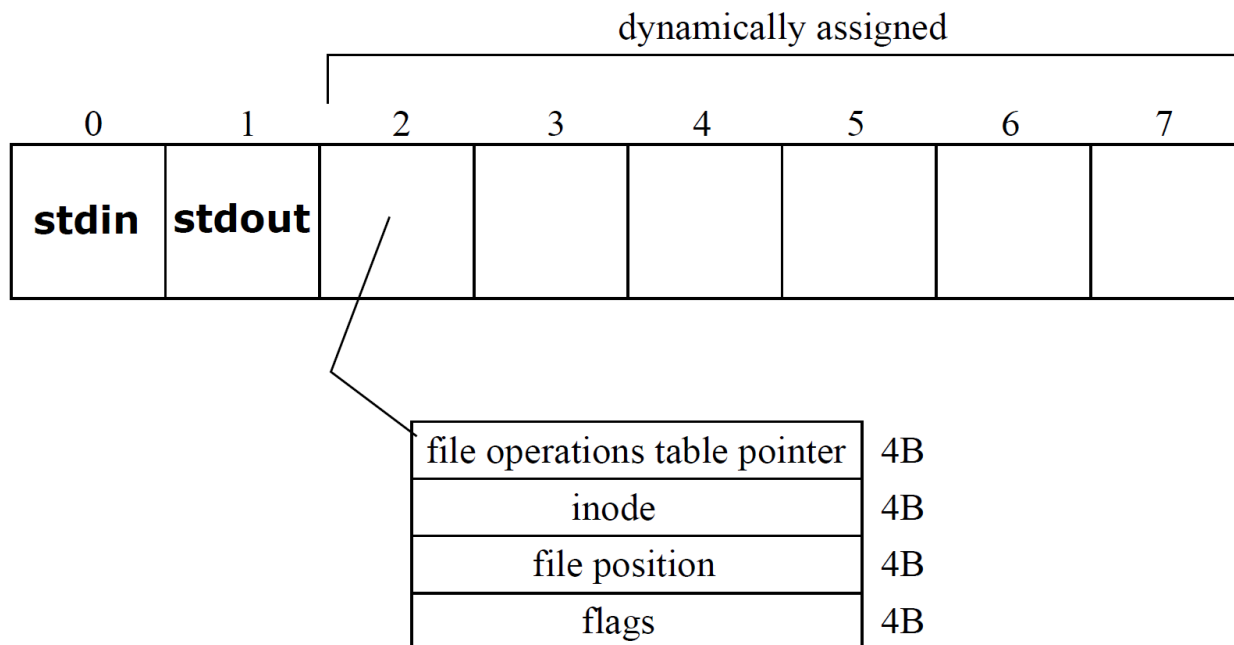 dynamically assigned
0 1 2 3 4 5 6 7
stdin stdout
file operations table pointer 4B
inode 4B
file position 4B
flags 4B